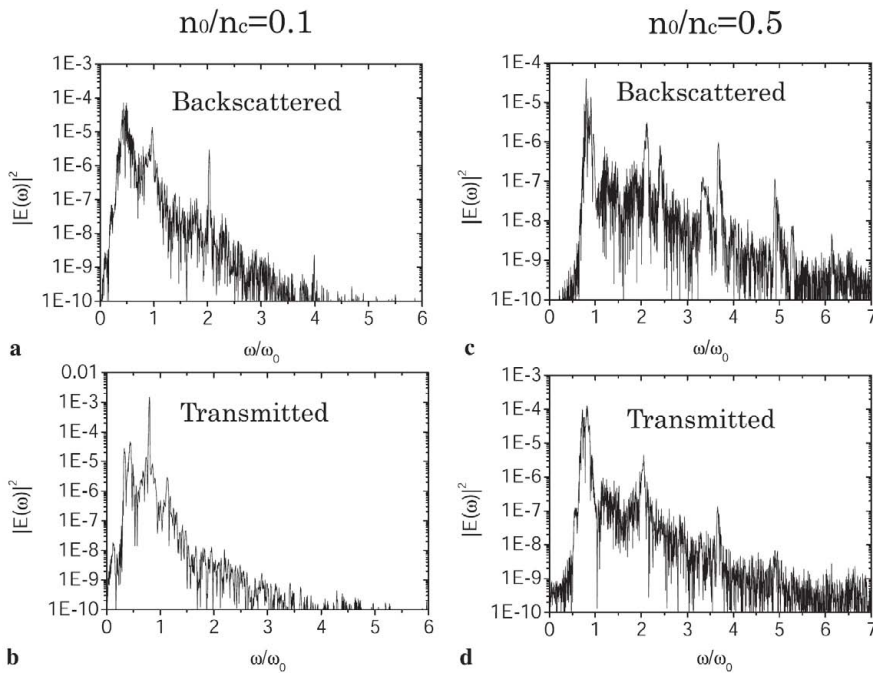 n₀/n_c=0.1
n₀/n_c=0.5
1E-3
1E-4
1E-5
1E-6
1E-7
1E-8
1E-9
1E-10
|E(ω)|²
Backscattered
0 1 2 3 4 5 6
ω/ω₀
a
1E-3
1E-4
1E-5
1E-6
1E-7
1E-8
1E-9
1E-10
|E(ω)|²
Backscattered
0 1 2 3 4 5 6 7
ω/ω₀
c
0.01
1E-3
1E-4
1E-5
1E-6
1E-7
1E-8
1E-9
1E-10
|E(ω)|²
Transmitted
0 1 2 3 4 5 6
ω/ω₀
b
1E-3
1E-4
1E-5
1E-6
1E-7
1E-8
1E-9
1E-10
|E(ω)|²
Transmitted
0 1 2 3 4 5 6 7
ω/ω₀
d